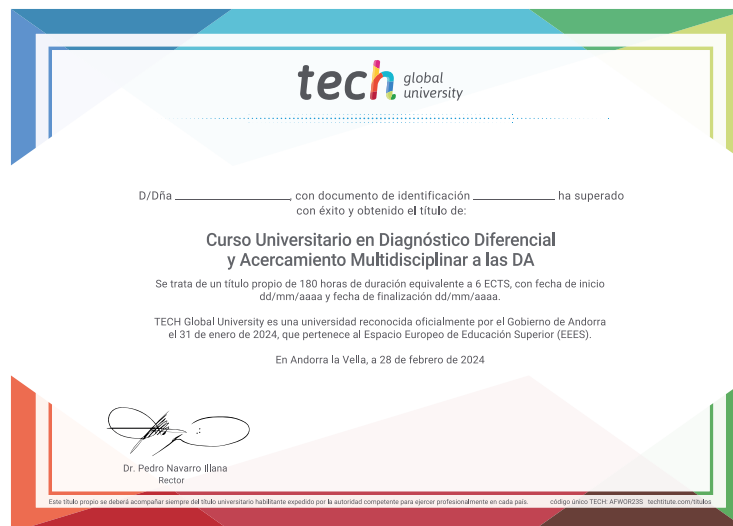 tech global university
D/Dña ____________________, con documento de identificación ______________ ha superado
con éxito y obtenido el título de:
Curso Universitario en Diagnóstico Diferencial
y Acercamiento Multidisciplinar a las DA
Se trata de un título propio de 180 horas de duración equivalente a 6 ECTS, con fecha de inicio
dd/mm/aaaa y fecha de finalización dd/mm/aaaa.
TECH Global University es una universidad reconocida oficialmente por el Gobierno de Andorra
el 31 de enero de 2024, que pertenece al Espacio Europeo de Educación Superior (EEES).
En Andorra la Vella, a 28 de febrero de 2024
Dr. Pedro Navarro Illana
Rector
Este título propio se deberá acompañar siempre del título universitario habilitante expedido por la autoridad competente para ejercer profesionalmente en cada país. código único TECH: AFWOR23S techtitute.com/titulos